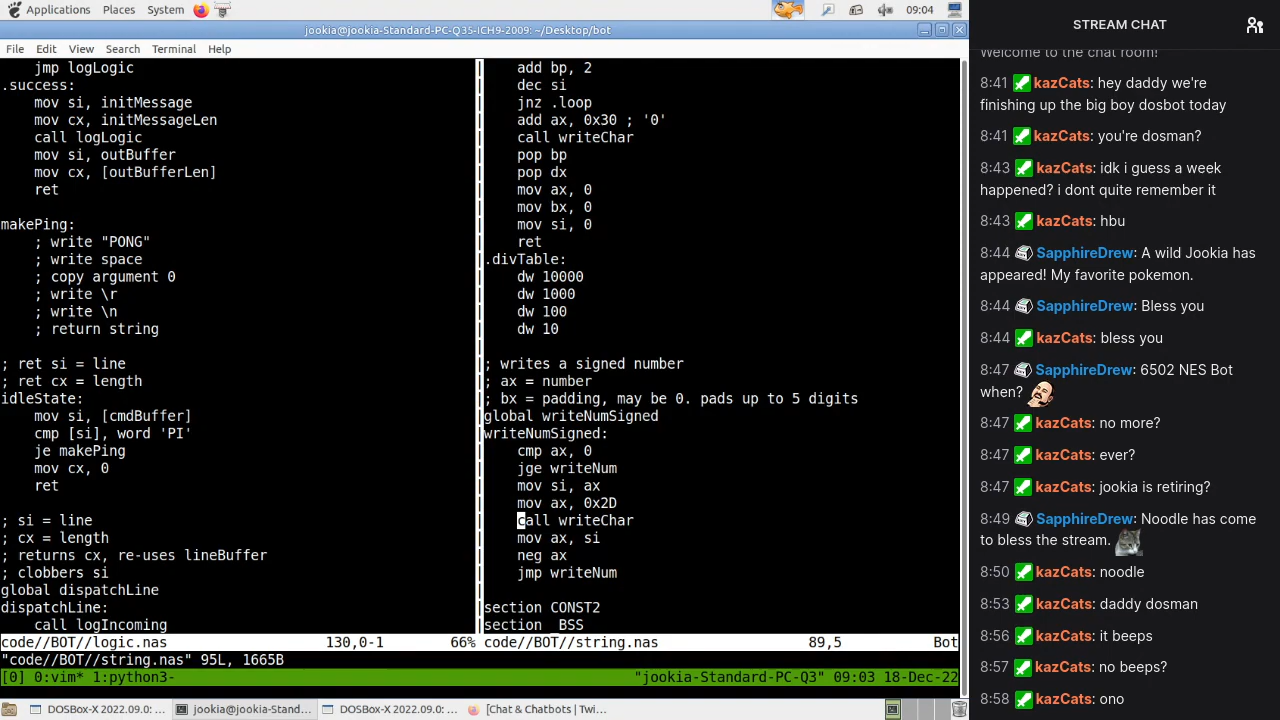 Applications Places System 09:04
jookia@jookia-Standard-PC-Q35-ICH9-2009: ~/Desktop/bot
File Edit View Search Terminal Help
    jmp logLogic
.success:
    mov si, initMessage
    mov cx, initMessageLen
    call logLogic
    mov si, outBuffer
    mov cx, [outBufferLen]
    ret

makePing:
    ; write "PONG"
    ; write space
    ; copy argument 0
    ; write \r
    ; write \n
    ; return string

; ret si = line
; ret cx = length
idleState:
    mov si, [cmdBuffer]
    cmp [si], word 'PI'
    je makePing
    mov cx, 0
    ret

; si = line
; cx = length
; returns cx, re-uses lineBuffer
; clobbers si
global dispatchLine
dispatchLine:
    call logIncoming
code//BOT//logic.nas 130,0-1 66%
    add bp, 2
    dec si
    jnz .loop
    add ax, 0x30 ; '0'
    call writeChar
    pop bp
    pop dx
    mov ax, 0
    mov bx, 0
    mov si, 0
    ret
.divTable:
    dw 10000
    dw 1000
    dw 100
    dw 10

; writes a signed number
; ax = number
; bx = padding, may be 0. pads up to 5 digits
global writeNumSigned
writeNumSigned:
    cmp ax, 0
    jge writeNum
    mov si, ax
    mov ax, 0x2D
    call writeChar
    mov ax, si
    neg ax
    jmp writeNum

section CONST2
section _BSS
code//BOT//string.nas 89,5 Bot
"code//BOT//string.nas" 95L, 1665B
[0] 0:vim* 1:python3- "jookia-Standard-PC-Q3" 09:03 18-Dec-22
DOSBox-X 2022.09.0: ... jookia@jookia-Stand... DOSBox-X 2022.09.0: ... [Chat & Chatbots | Twi...
STREAM CHAT
Welcome to the chat room!
8:41 kazCats: hey daddy we're
finishing up the big boy dosbot today
8:41 kazCats: you're dosman?
8:43 kazCats: idk i guess a week
happened? i dont quite remember it
8:43 kazCats: hbu
8:44 SapphireDrew: A wild Jookia has
appeared! My favorite pokemon.
8:44 SapphireDrew: Bless you
8:44 kazCats: bless you
8:47 SapphireDrew: 6502 NES Bot
when?
8:47 kazCats: no more?
8:47 kazCats: ever?
8:47 kazCats: jookia is retiring?
8:49 SapphireDrew: Noodle has come
to bless the stream.
8:50 kazCats: noodle
8:53 kazCats: daddy dosman
8:56 kazCats: it beeps
8:57 kazCats: no beeps?
8:58 kazCats: ono